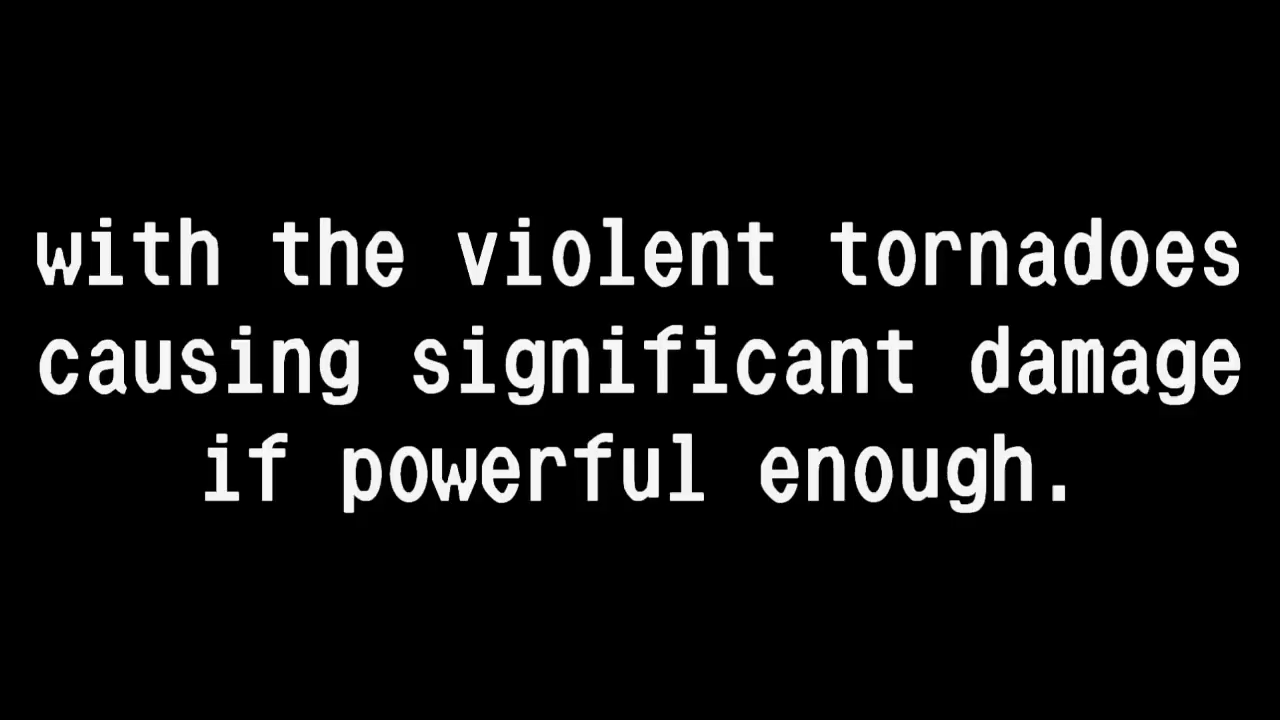 with the violent tornadoes
causing significant damage
if powerful enough.